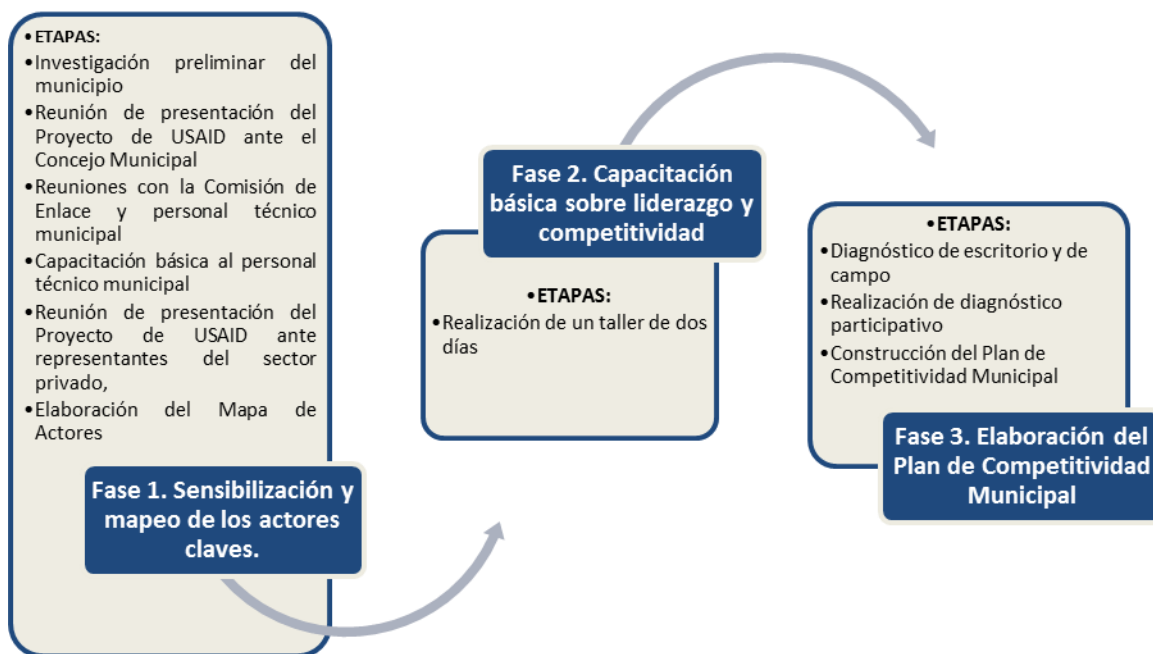 •ETAPAS:
•Investigación preliminar del
municipio
•Reunión de presentación del
Proyecto de USAID ante el
Concejo Municipal
•Reuniones con la Comisión de
Enlace y personal técnico
municipal
•Capacitación básica al personal
técnico municipal
•Reunión de presentación del
Proyecto de USAID ante
representantes del sector
privado,
•Elaboración del Mapa de
Actores
Fase 1. Sensibilización y
mapeo de los actores
claves.
Fase 2. Capacitación
básica sobre liderazgo y
competitividad
•ETAPAS:
•Realización de un taller de dos
días
•ETAPAS:
•Diagnóstico de escritorio y de
campo
•Realización de diagnóstico
participativo
•Construcción del Plan de
Competitividad Municipal
Fase 3. Elaboración del
Plan de Competitividad
Municipal